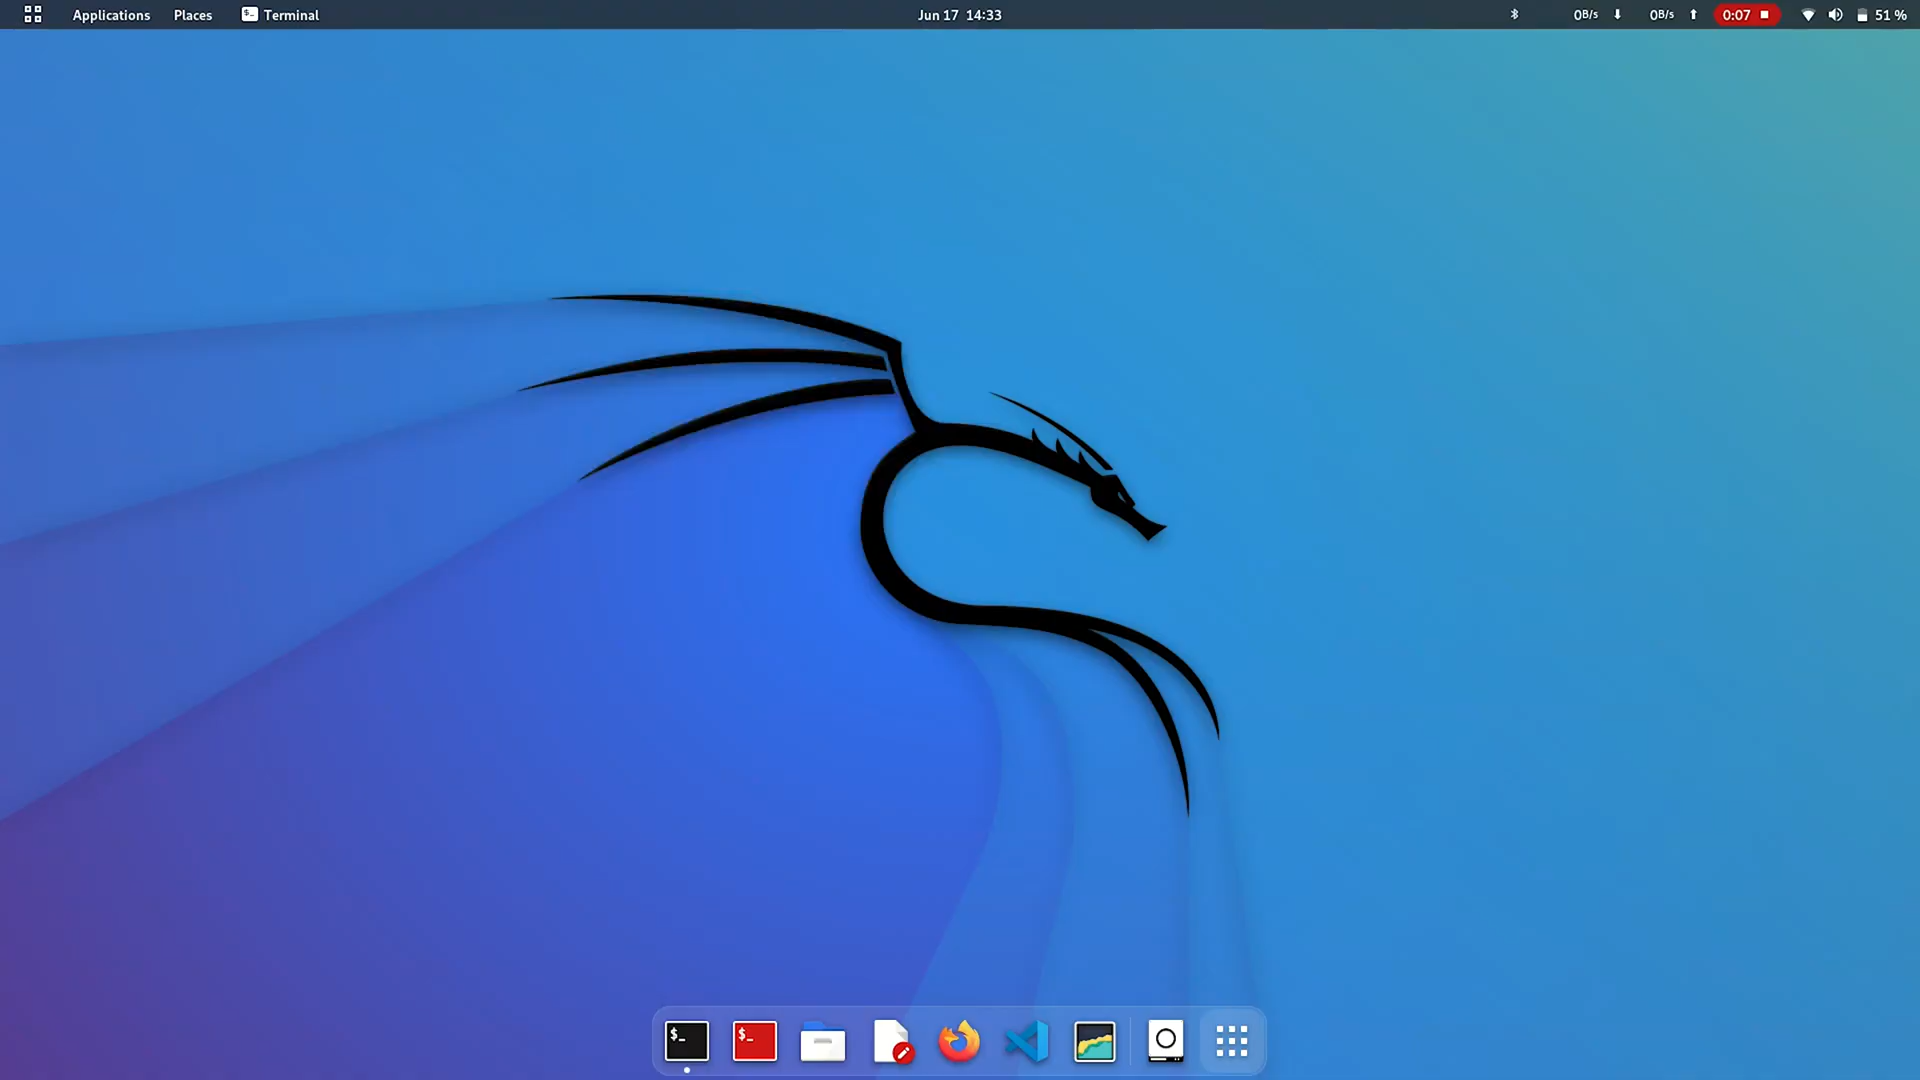 Applications Places $_ Terminal Jun 17 14:33 0B/s 0B/s 0:07 51 %
$_ $_